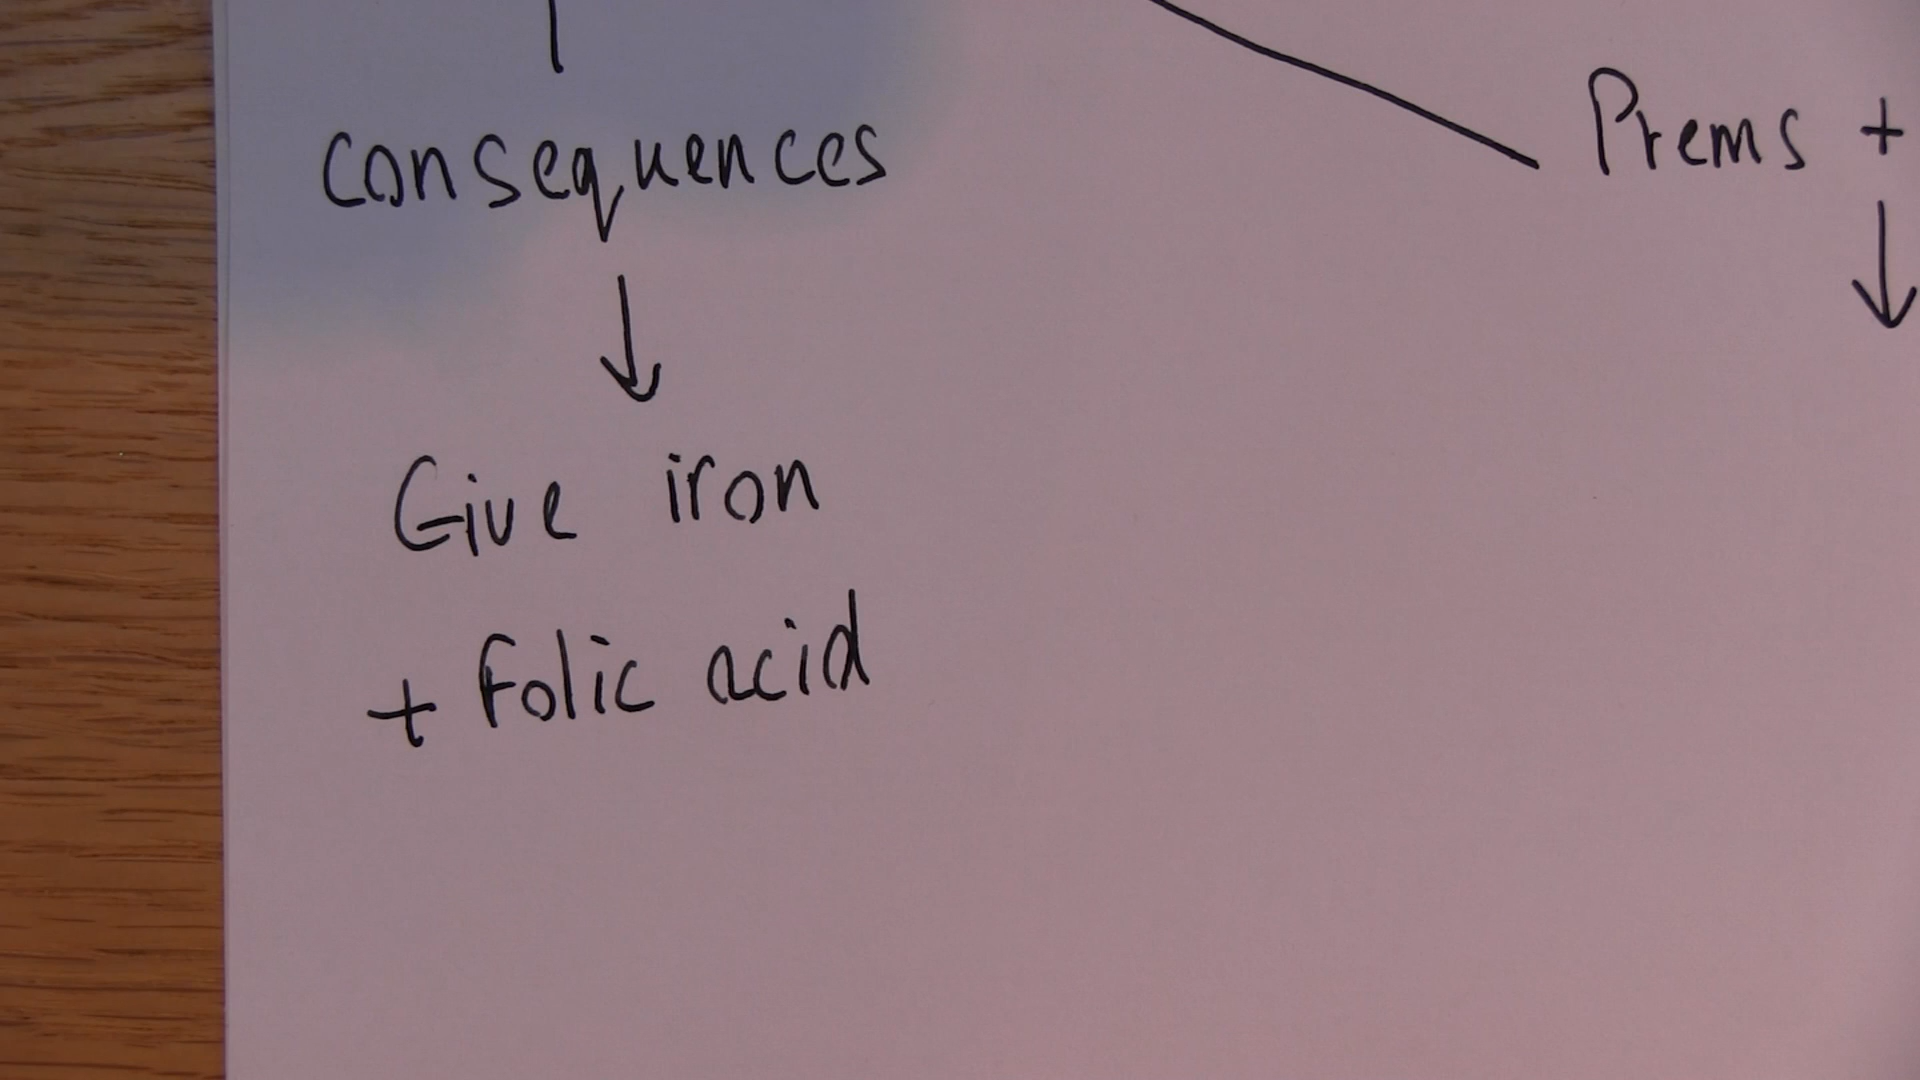 consequences
Prems +
Give iron
+ Folic acid